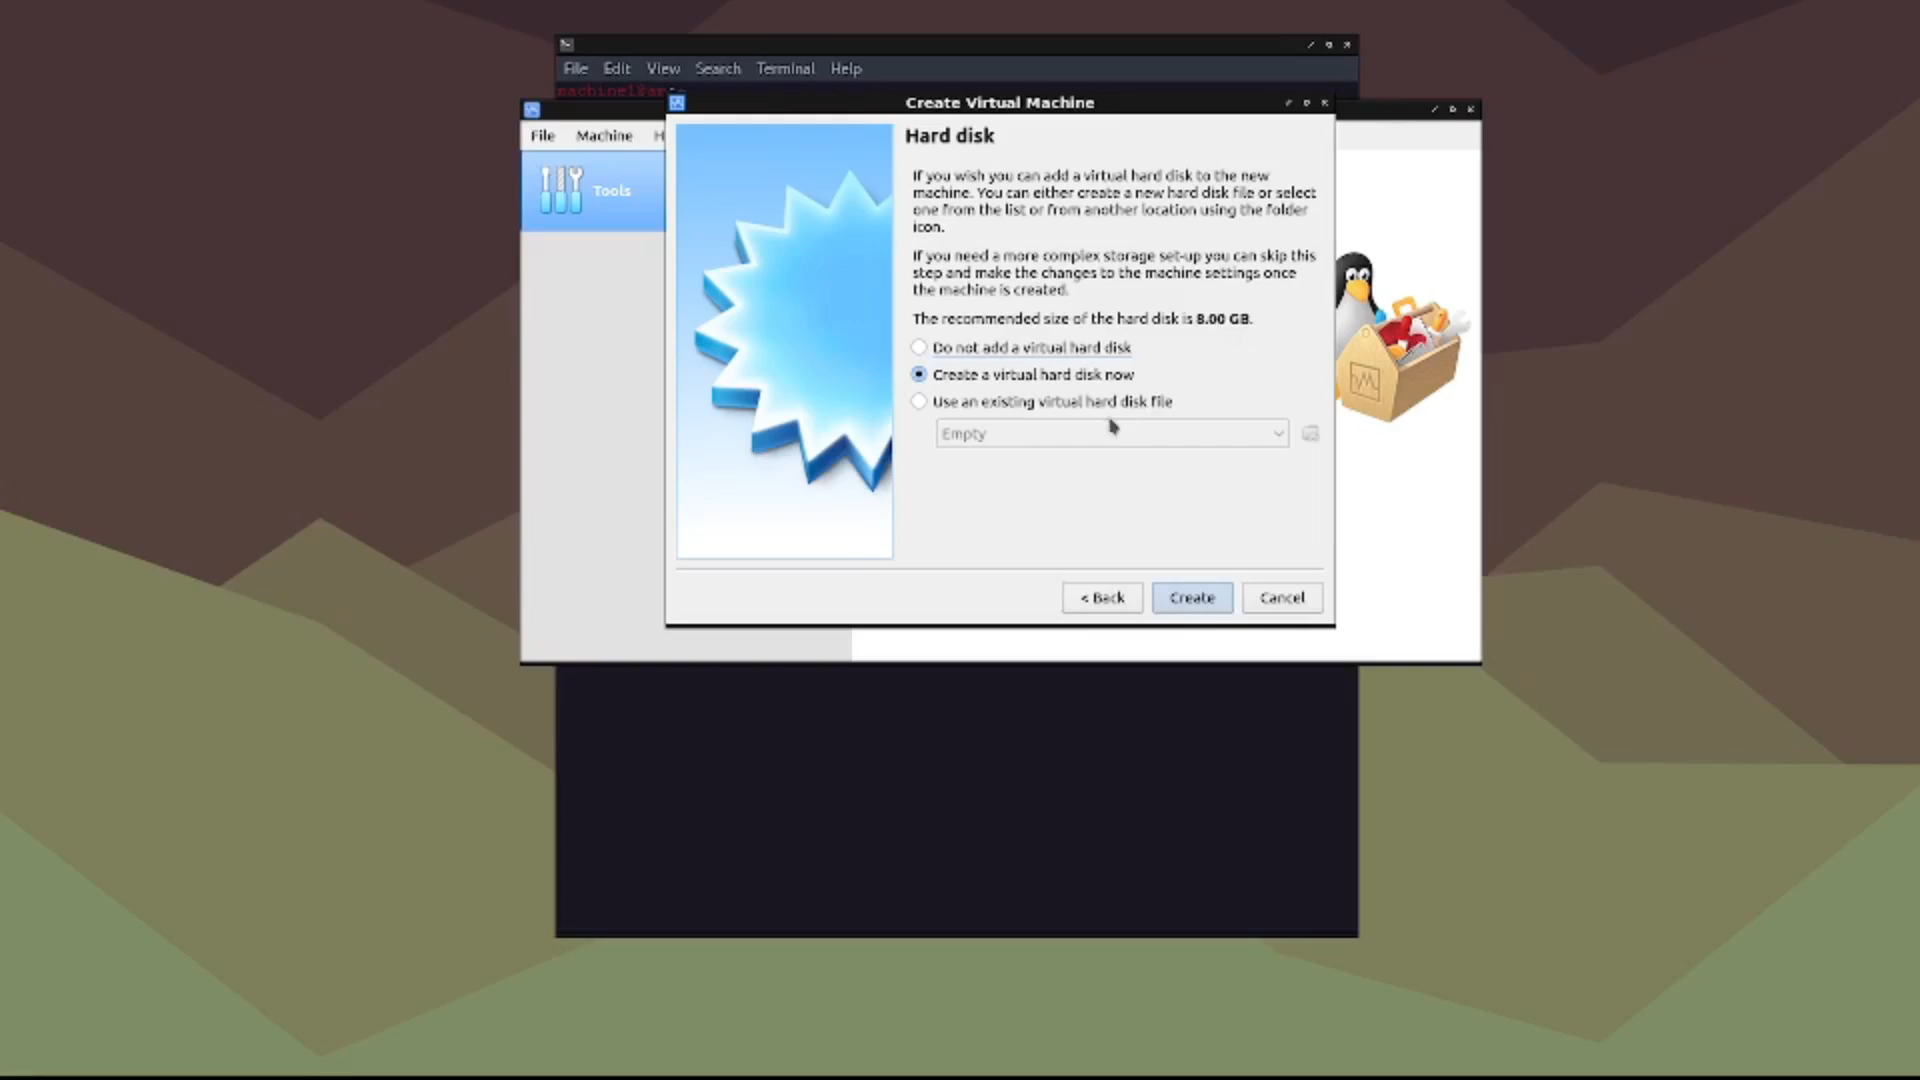 File Edit View Search Terminal Help
Create Virtual Machine
File Machine H
Tools
Hard disk
If you wish you can add a virtual hard disk to the new
machine. You can either create a new hard disk file or select
one from the list or from another location using the folder
icon.
If you need a more complex storage set-up you can skip this
step and make the changes to the machine settings once
the machine is created.
The recommended size of the hard disk is 8.00 GB.
Do not add a virtual hard disk
Create a virtual hard disk now
Use an existing virtual hard disk file
Empty
< Back Create Cancel